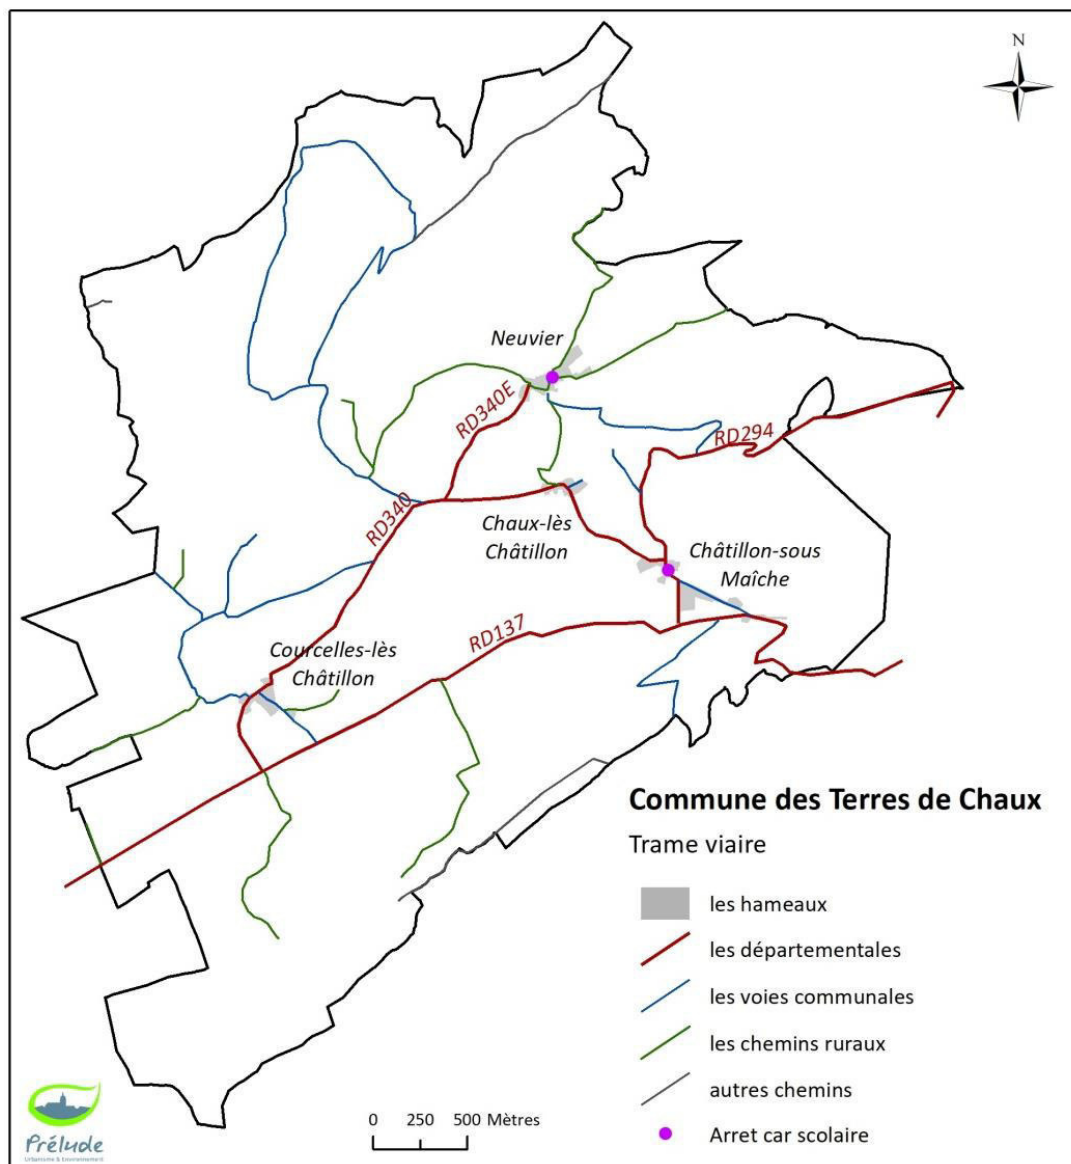 N
Neuvier
RD340E
RD294
RD340
Chaux-lès
Châtillon
Châtillon-sous
Maîche
RD137
Courcelles-lès
Châtillon
Commune des Terres de Chaux
Trame viaire
les hameaux
les départementales
les voies communales
les chemins ruraux
autres chemins
Arret car scolaire
0 250 500 Mètres
Prélude
Urbanisme & Environnement